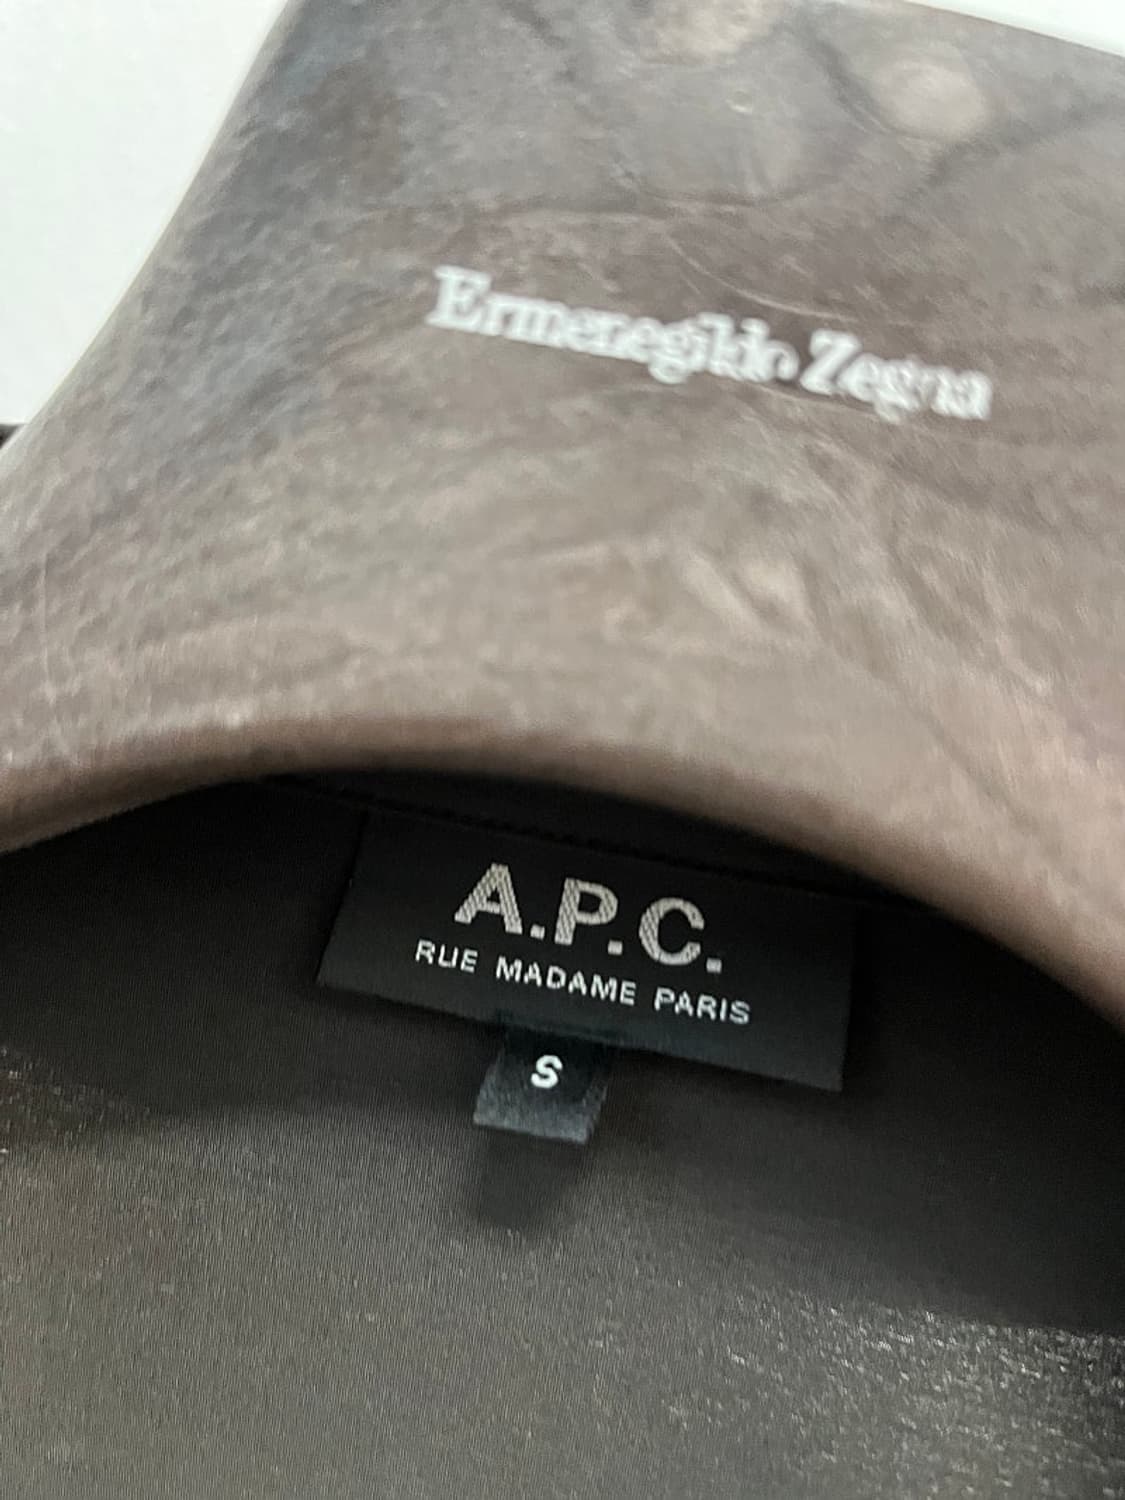 Ermenegildo Zegna
A.P.C.
RUE MADAME PARIS
S